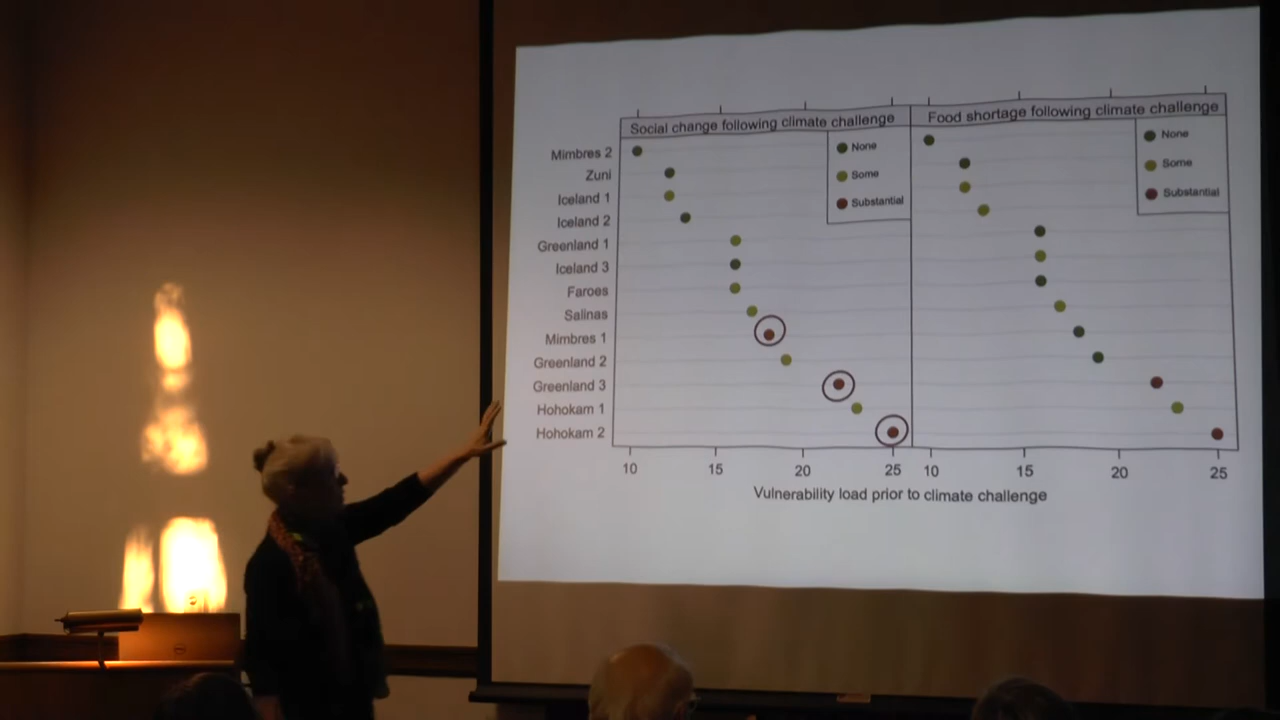 Social change following climate challenge
Food shortage following climate challenge
None
Some
Substantial
None
Some
Substantial
Mimbres 2
Zuni
Iceland 1
Iceland 2
Greenland 1
Iceland 3
Faroes
Salinas
Mimbres 1
Greenland 2
Greenland 3
Hohokam 1
Hohokam 2
10 15 20 25 10 15 20 25
Vulnerability load prior to climate challenge